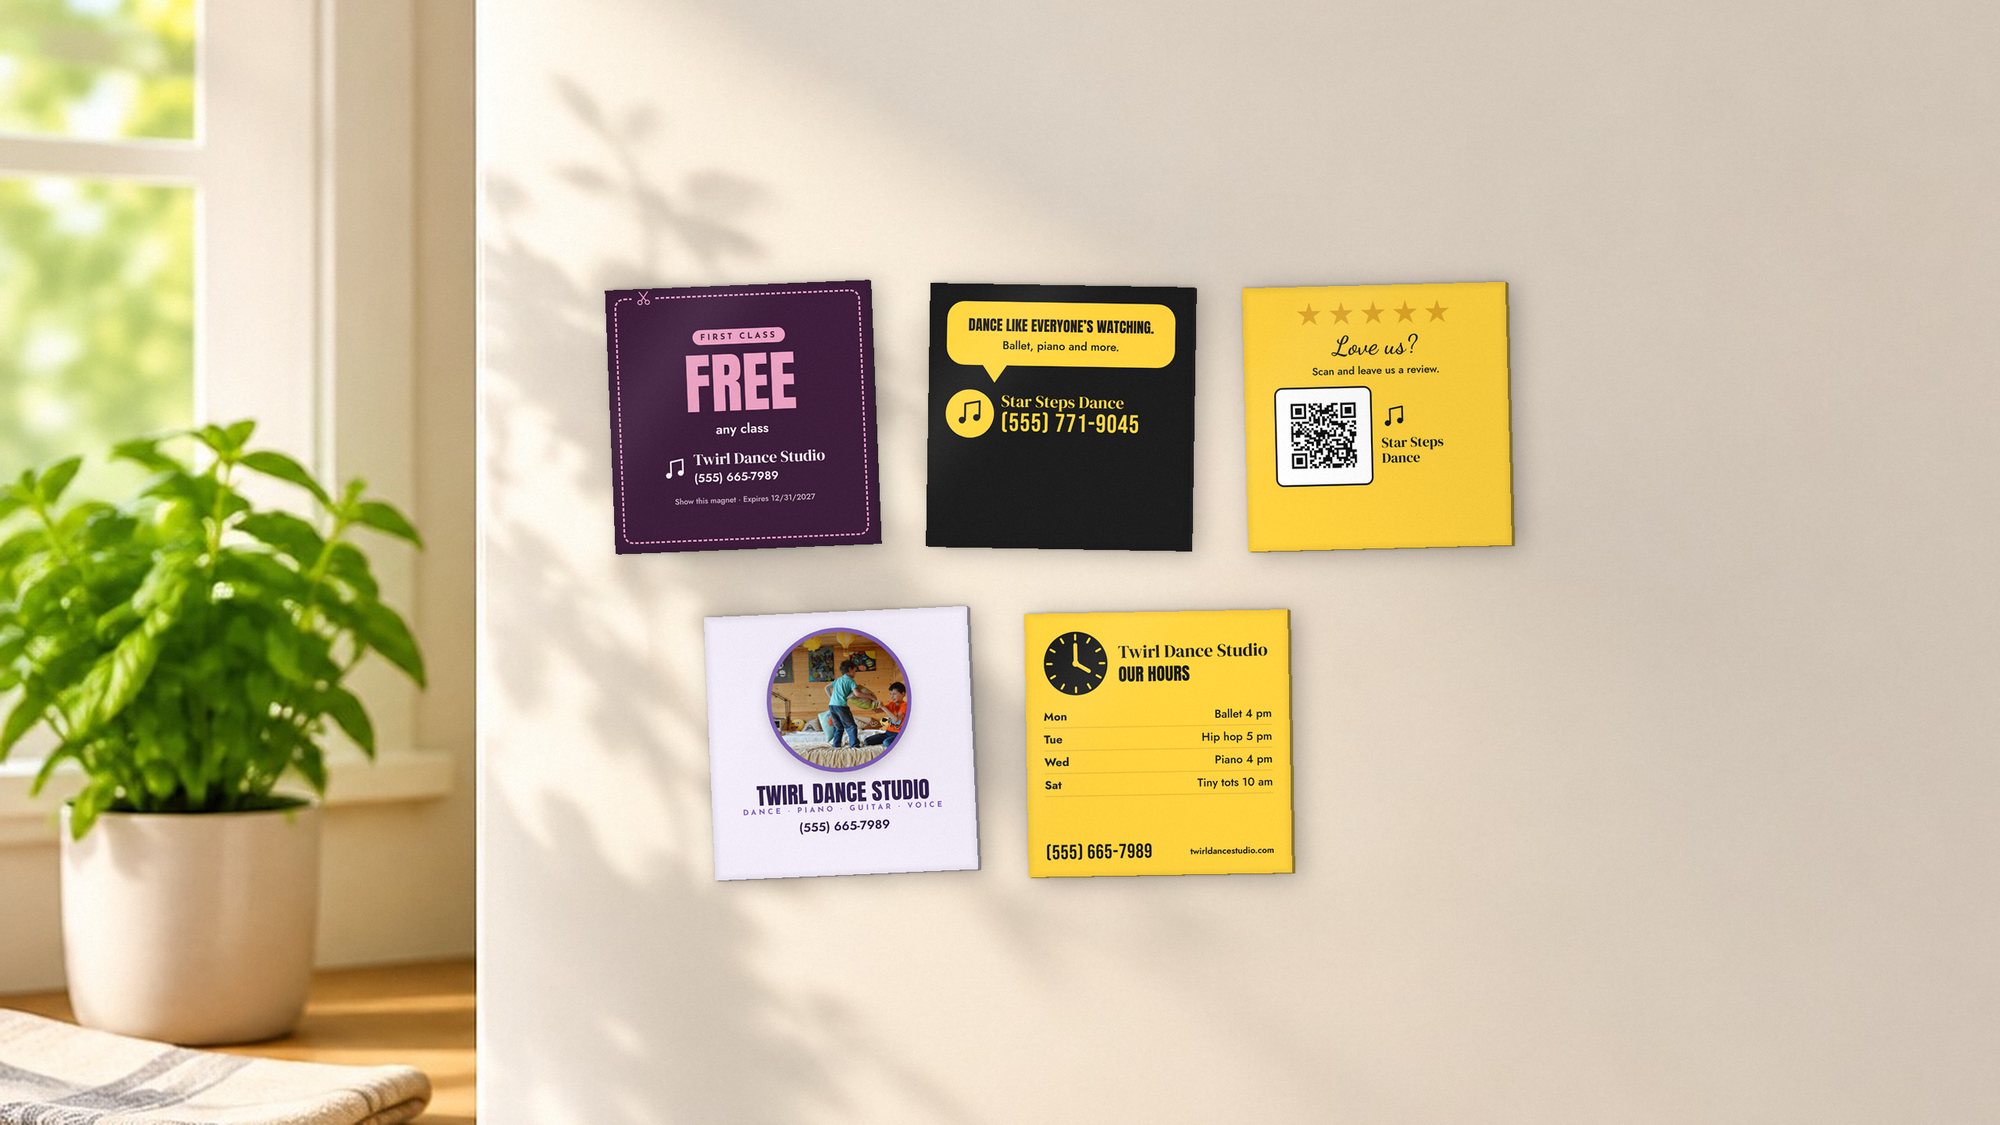 FIRST CLASS
FREE
any class
Twirl Dance Studio
(555) 665-7989
Show this magnet · Expires 12/31/2027
DANCE LIKE EVERYONE'S WATCHING.
Ballet, piano and more.
Star Steps Dance
(555) 771-9045
Love us?
Scan and leave us a review.
Star Steps
Dance
TWIRL DANCE STUDIO
DANCE · PIANO · GUITAR · VOICE
(555) 665-7989
Twirl Dance Studio
OUR HOURS
Mon Ballet 4 pm
Tue Hip hop 5 pm
Wed Piano 4 pm
Sat Tiny tots 10 am
(555) 665-7989 twirldancestudio.com